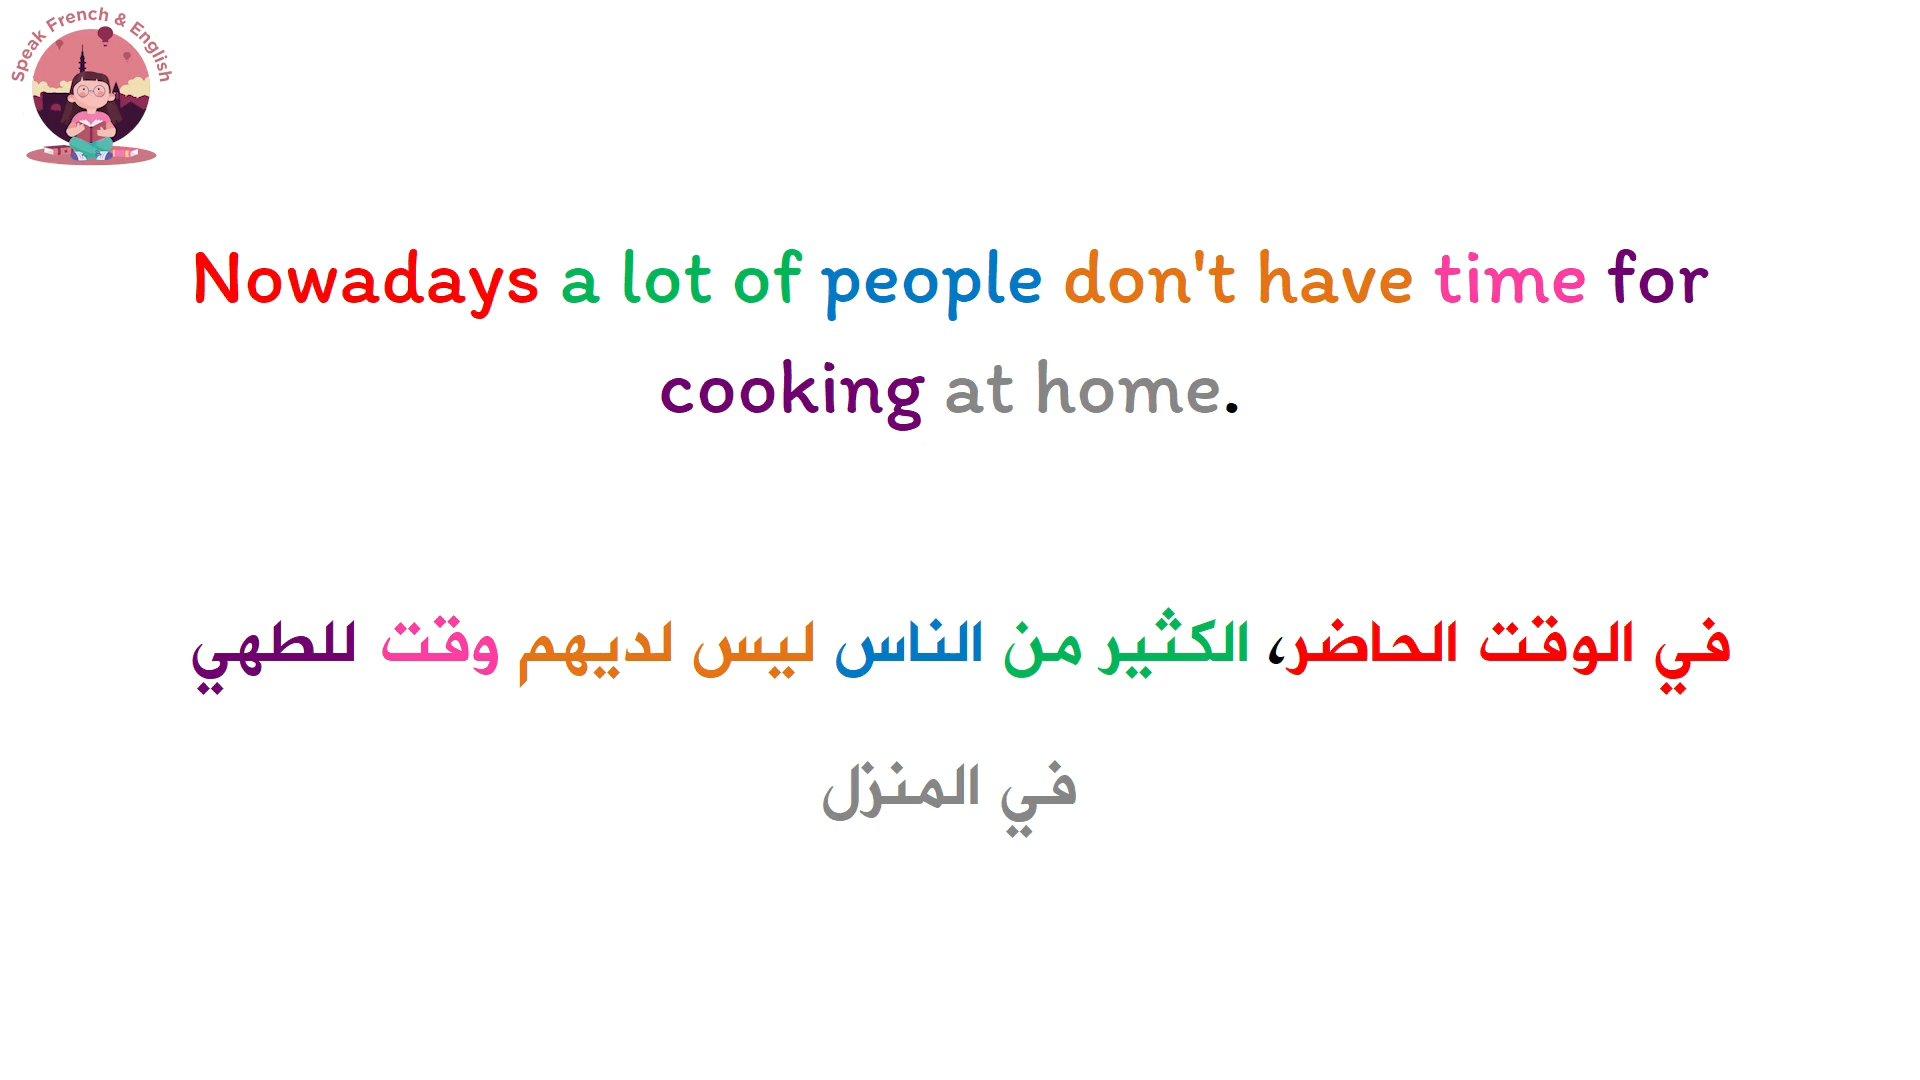 Speak French & English
Nowadays a lot of people don't have time for
cooking at home.
في الوقت الحاضر، الكثير من الناس ليس لديهم وقت للطهي
في المنزل